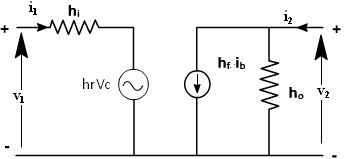 i₁
hᵢ
i₂
+
+
v₁
hrVc
hf. ib
hₒ
v₂
-
-